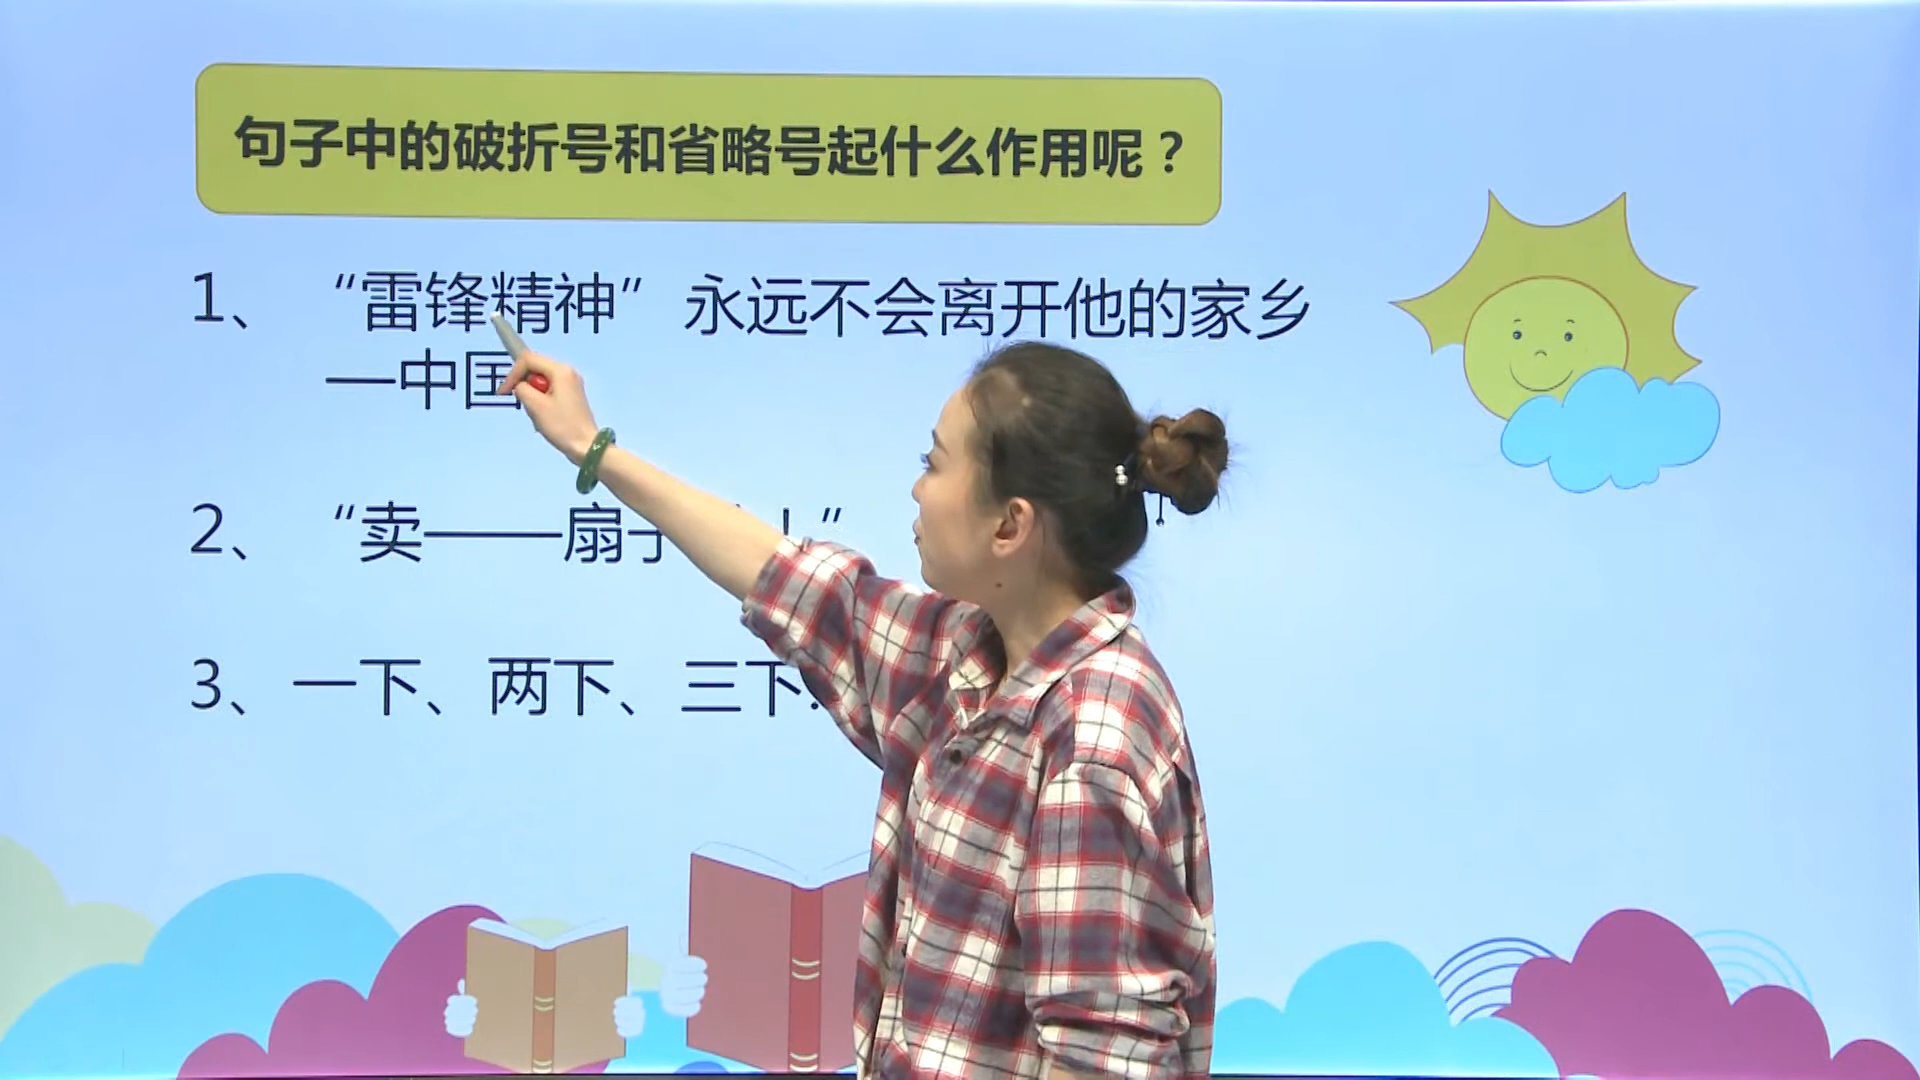 句子中的破折号和省略号起什么作用呢？
1、 “雷锋精神” 永远不会离开他的家乡
—中国
2、 “卖——扇子 ！”
3、一下、两下、三下